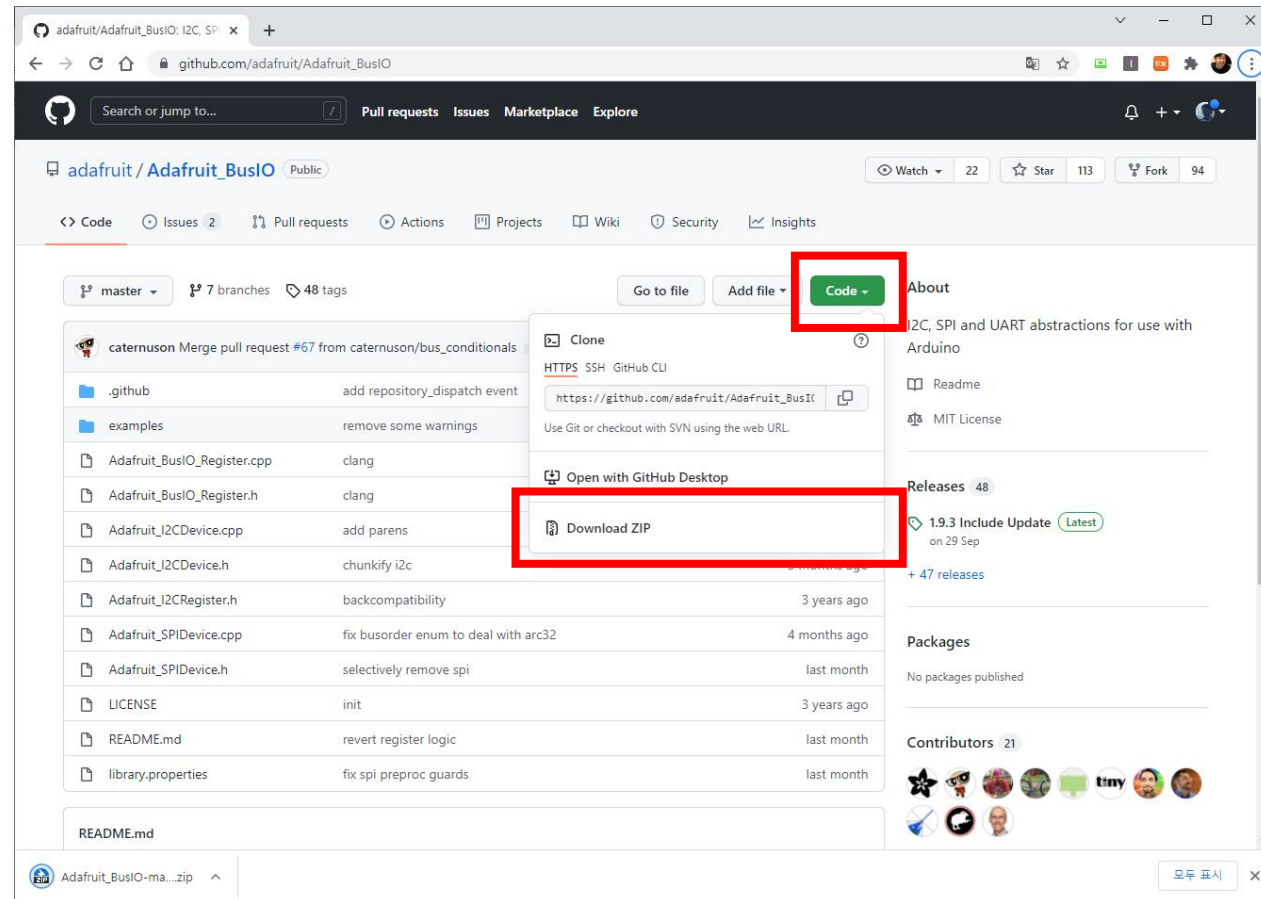 adafruit/Adafruit_BusIO: I2C, SPI
github.com/adafruit/Adafruit_BusIO
Search or jump to... / Pull requests Issues Marketplace Explore
adafruit / Adafruit_BusIO Public
Watch 22 Star 113 Fork 94
Code Issues 2 Pull requests Actions Projects Wiki Security Insights
master 7 branches 48 tags Go to file Add file Code
About
I2C, SPI and UART abstractions for use with
Arduino
Readme
MIT License
Releases 48
1.9.3 Include Update Latest
on 29 Sep
+ 47 releases
Packages
No packages published
Contributors 21
tiny
Clone
HTTPS SSH GitHub CLI
https://github.com/adafruit/Adafruit_BusI
Use Git or checkout with SVN using the web URL.
Open with GitHub Desktop
Download ZIP
caternuson Merge pull request #67 from caternuson/bus_conditionals
.github add repository_dispatch event
examples remove some warnings
Adafruit_BusIO_Register.cpp clang
Adafruit_BusIO_Register.h clang
Adafruit_I2CDevice.cpp add parens
Adafruit_I2CDevice.h chunkify i2c months ago
Adafruit_I2CRegister.h backcompatibility 3 years ago
Adafruit_SPIDevice.cpp fix busorder enum to deal with arc32 4 months ago
Adafruit_SPIDevice.h selectively remove spi last month
LICENSE init 3 years ago
README.md revert register logic last month
library.properties fix spi preproc guards last month
README.md
ZIP Adafruit_BusIO-ma....zip 모두 표시